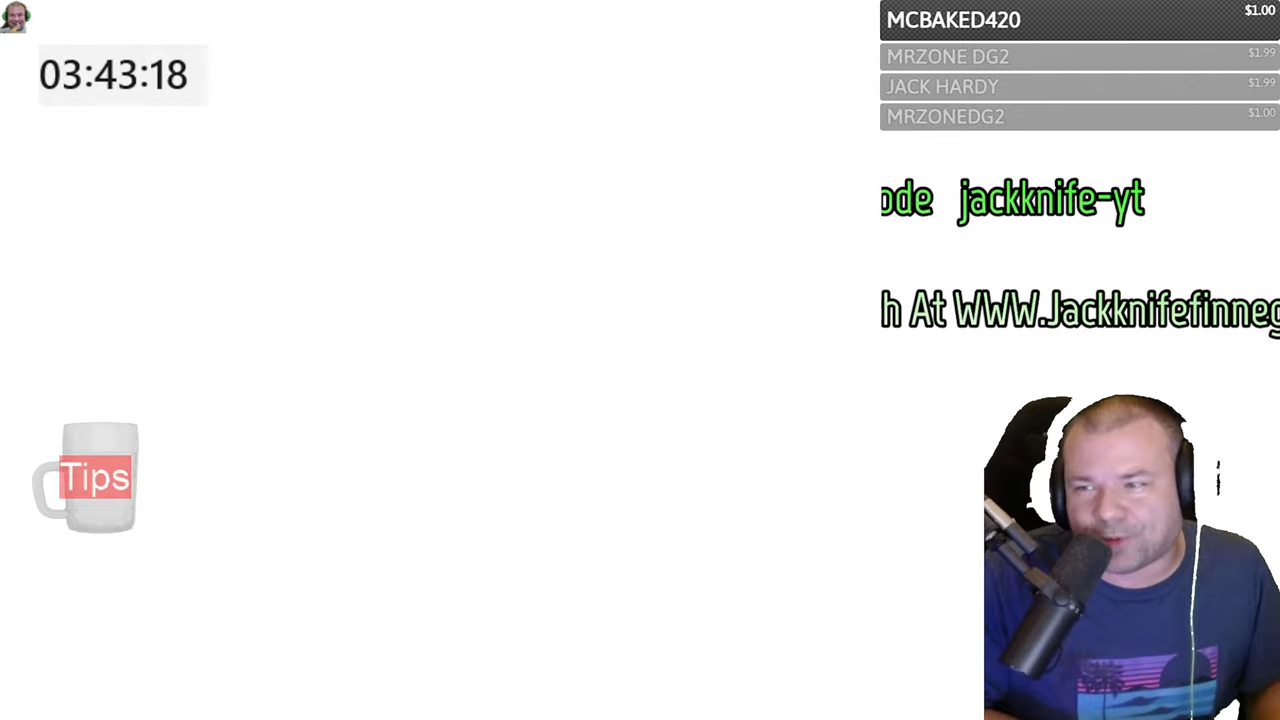 MCBAKED420 $1.00
03:43:18
MRZONE DG2 $1.99
JACK HARDY $1.99
MRZONEDG2 $1.00
ode jackknife-yt
h At WWW.Jackknifefinneg
Tips